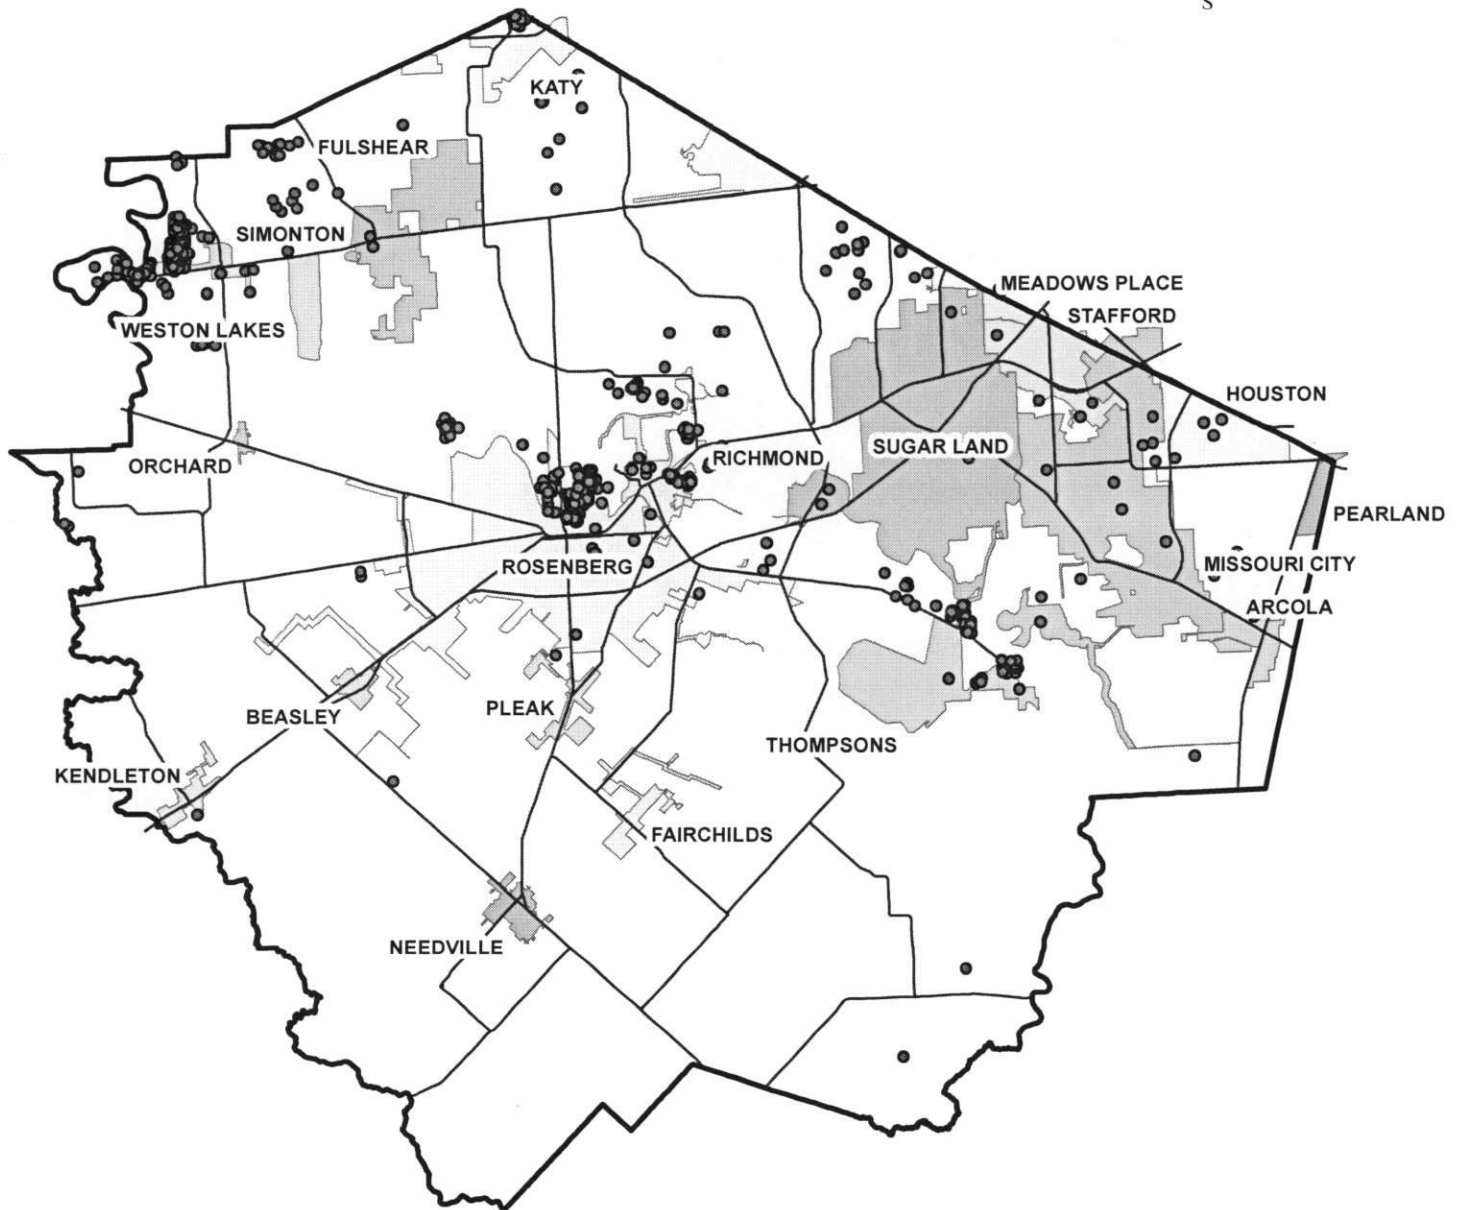 S
KATY
FULSHEAR
SIMONTON
MEADOWS PLACE
STAFFORD
WESTON LAKES
HOUSTON
SUGAR LAND
RICHMOND
ORCHARD
PEARLAND
ROSENBERG
MISSOURI CITY
ARCOLA
PLEAK
BEASLEY
THOMPSONS
KENDLETON
FAIRCHILDS
NEEDVILLE